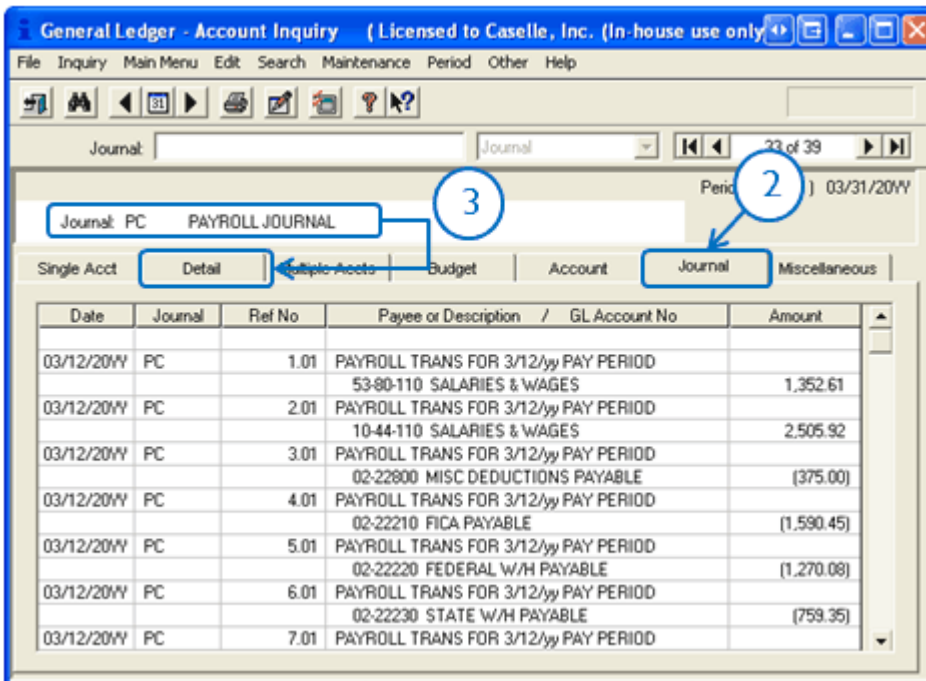 General Ledger - Account Inquiry ( Licensed to Caselle, Inc. (In-house use only
File Inquiry Main Menu Edit Search Maintenance Period Other Help
31
Journal: Journal 33 of 39
2 ) 03/31/20YY
3
Journal: PC PAYROLL JOURNAL
Single Acct Detail Multiple Accts Budget Account Journal Miscellaneous
Date Journal Ref No Payee or Description / GL Account No Amount
03/12/20YY PC 1.01 PAYROLL TRANS FOR 3/12/yy PAY PERIOD
53-80-110 SALARIES & WAGES 1,352.61
03/12/20YY PC 2.01 PAYROLL TRANS FOR 3/12/yy PAY PERIOD
10-44-110 SALARIES & WAGES 2,505.92
03/12/20YY PC 3.01 PAYROLL TRANS FOR 3/12/yy PAY PERIOD
02-22800 MISC DEDUCTIONS PAYABLE (375.00)
03/12/20YY PC 4.01 PAYROLL TRANS FOR 3/12/yy PAY PERIOD
02-22210 FICA PAYABLE (1,590.45)
03/12/20YY PC 5.01 PAYROLL TRANS FOR 3/12/yy PAY PERIOD
02-22220 FEDERAL W/H PAYABLE (1,270.08)
03/12/20YY PC 6.01 PAYROLL TRANS FOR 3/12/yy PAY PERIOD
02-22230 STATE W/H PAYABLE (759.35)
03/12/20YY PC 7.01 PAYROLL TRANS FOR 3/12/yy PAY PERIOD